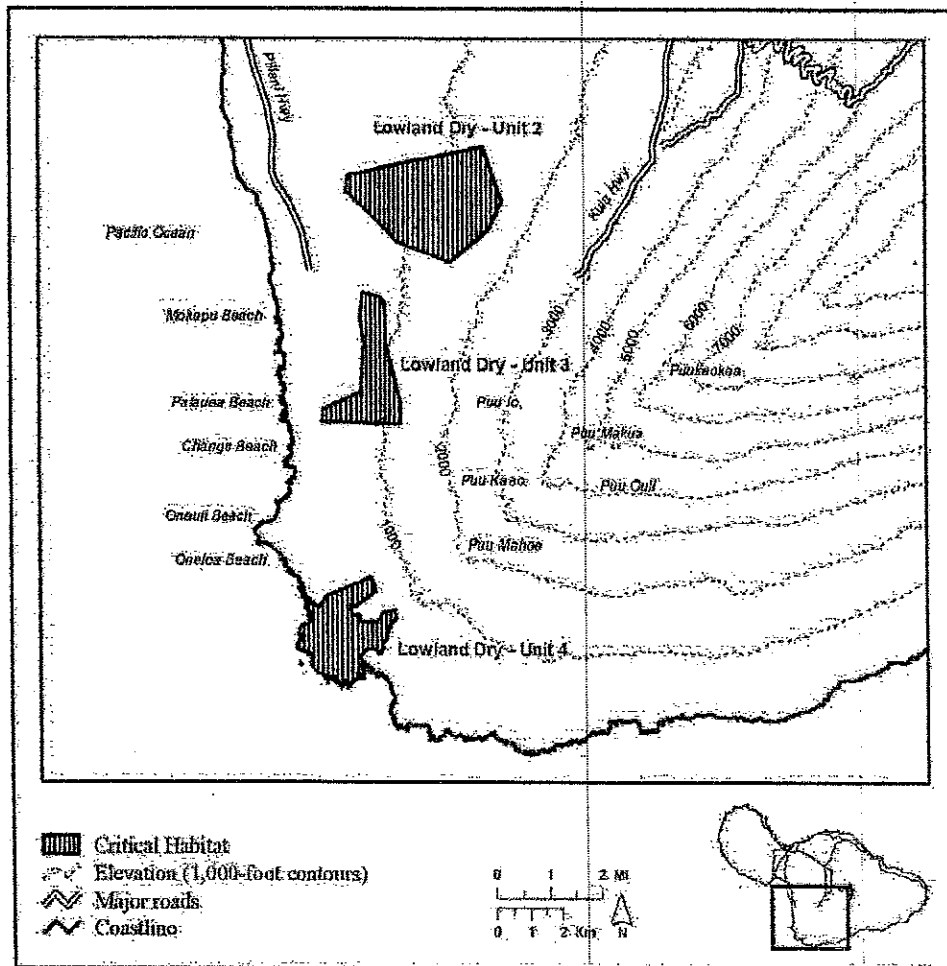 Piilani Hwy
Lowland Dry - Unit 2
Kula Hwy
Pacific Ocean
Mokapu Beach
3000
4000
5000
6000
7000
Lowland Dry - Unit 3
Puu Io
Palauea Beach
Puu Makua
Changs Beach
2000
Puu Kaao
Puu Ouli
Oneuli Beach
1000
Puu Mahoe
Oneloa Beach
Lowland Dry - Unit 4
Critical Habitat
Elevation (1,000-foot contours)
Major roads
Coastline
0 1 2 Mi
0 1 2 Km
N